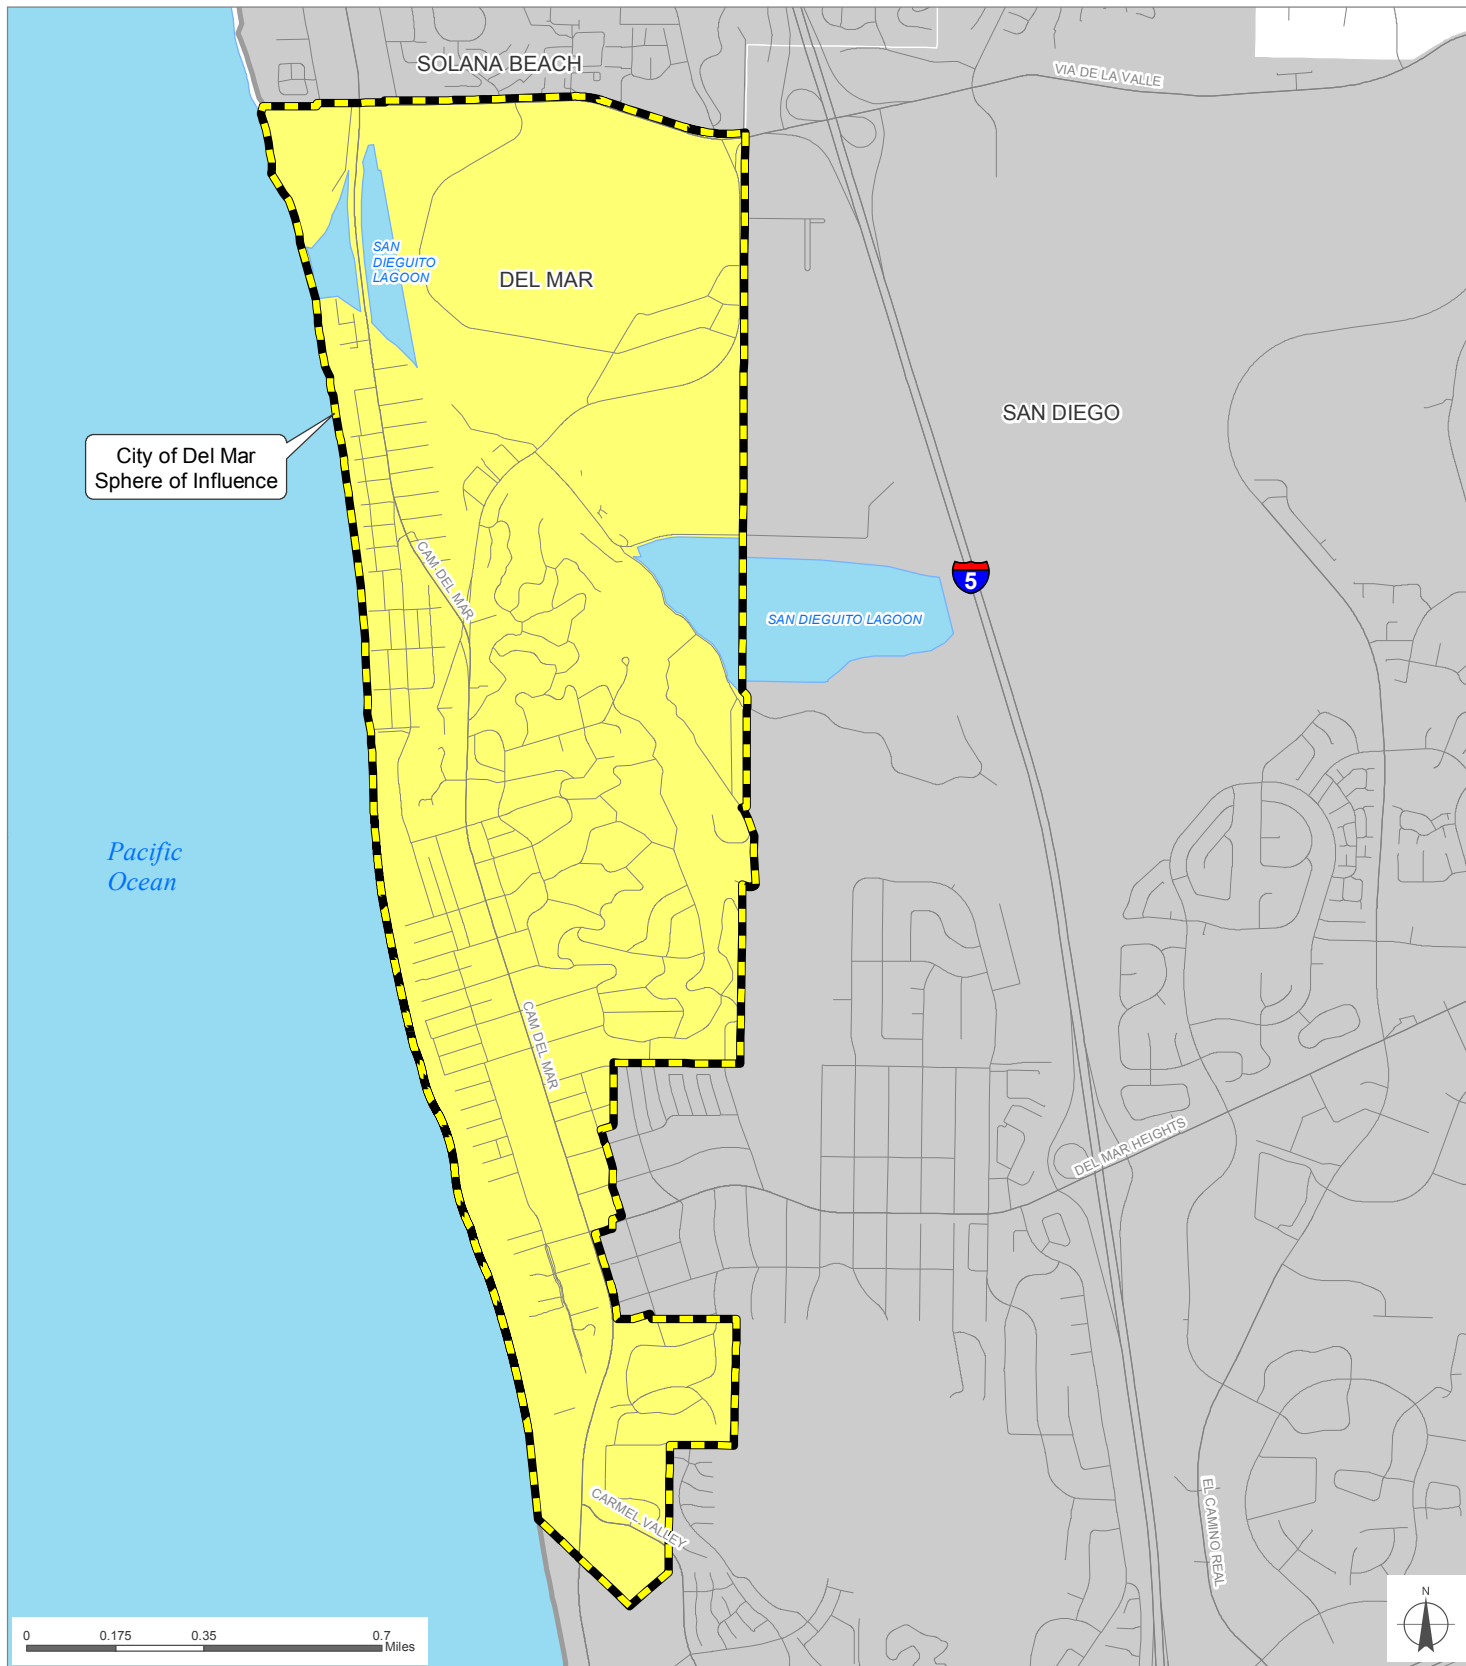 SOLANA BEACH
VIA DE LA VALLE
SAN
DIEGUITO
LAGOON
DEL MAR
SAN DIEGO
City of Del Mar
Sphere of Influence
CAM DEL MAR
5
SAN DIEGUITO LAGOON
Pacific
Ocean
CAM DEL MAR
DEL MAR HEIGHTS
CARMEL VALLEY
EL CAMINO REAL
N
0 0.175 0.35 0.7
Miles